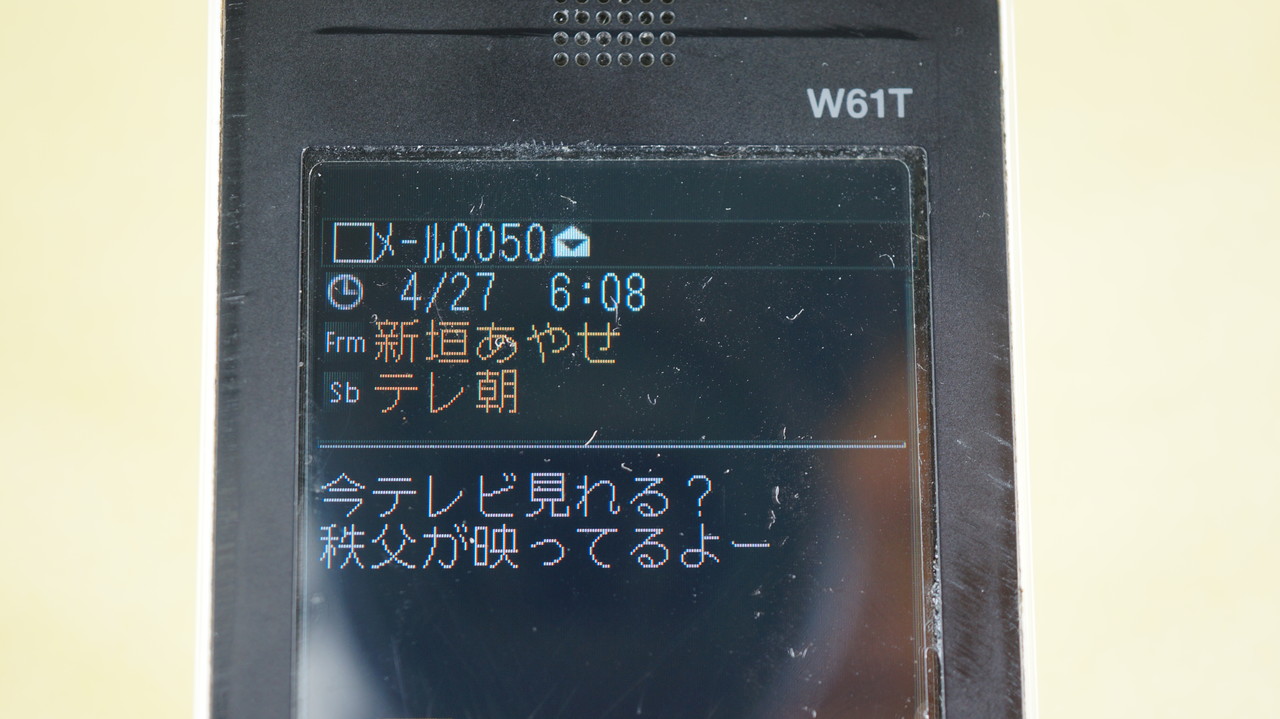 W61T
メール0050
4/27 6:08
Frm 新垣あやせ
Sb テレ朝
今テレビ見れる？
秩父が映ってるよー